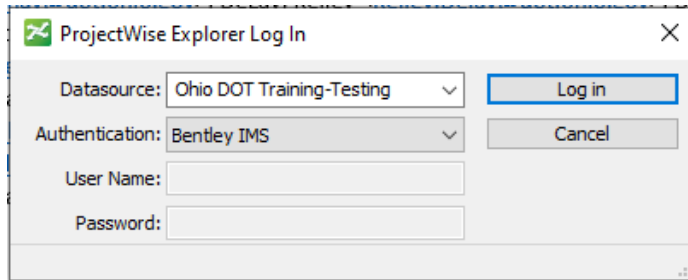 ProjectWise Explorer Log In
Datasource: Ohio DOT Training-Testing Log in
Authentication: Bentley IMS Cancel
User Name:
Password: